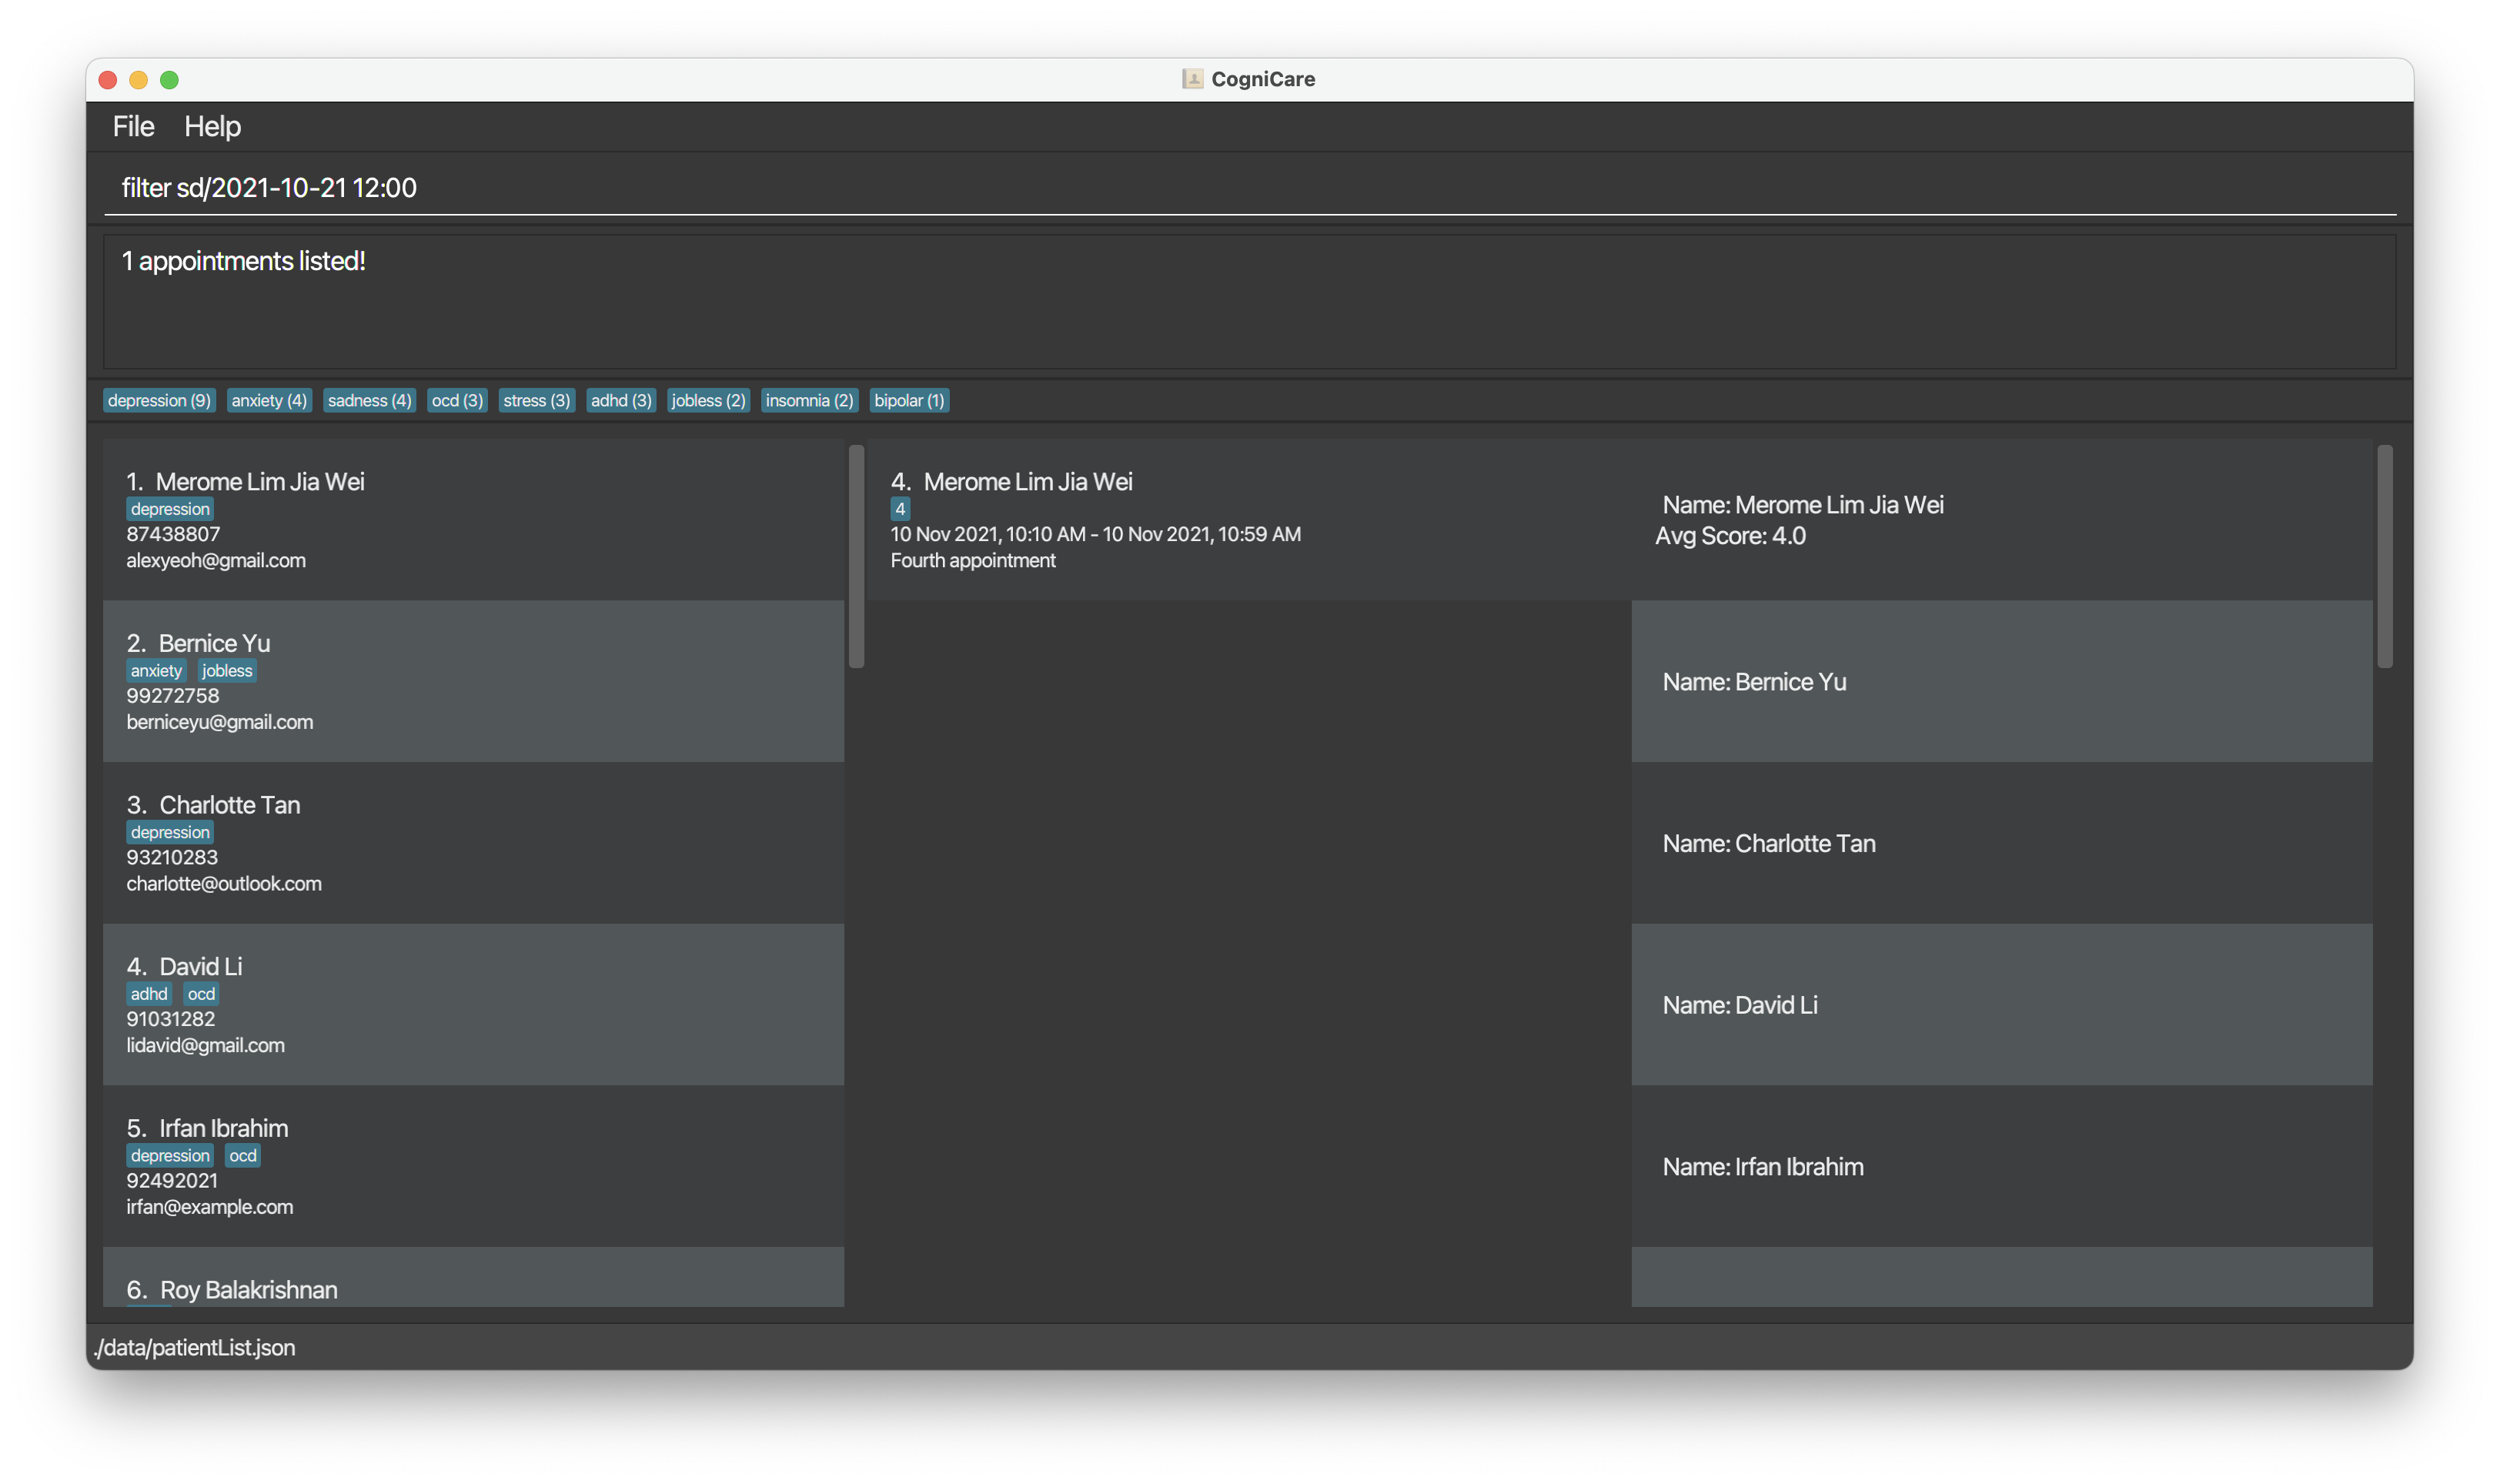 CogniCare
File Help
filter sd/2021-10-21 12:00
1 appointments listed!
depression (9) anxiety (4) sadness (4) ocd (3) stress (3) adhd (3) jobless (2) insomnia (2) bipolar (1)
1. Merome Lim Jia Wei
depression
87438807
alexyeoh@gmail.com
2. Bernice Yu
anxiety jobless
99272758
berniceyu@gmail.com
3. Charlotte Tan
depression
93210283
charlotte@outlook.com
4. David Li
adhd ocd
91031282
lidavid@gmail.com
5. Irfan Ibrahim
depression ocd
92492021
irfan@example.com
6. Roy Balakrishnan
4. Merome Lim Jia Wei
4
10 Nov 2021, 10:10 AM - 10 Nov 2021, 10:59 AM
Fourth appointment
Name: Merome Lim Jia Wei
Avg Score: 4.0
Name: Bernice Yu
Name: Charlotte Tan
Name: David Li
Name: Irfan Ibrahim
./data/patientList.json